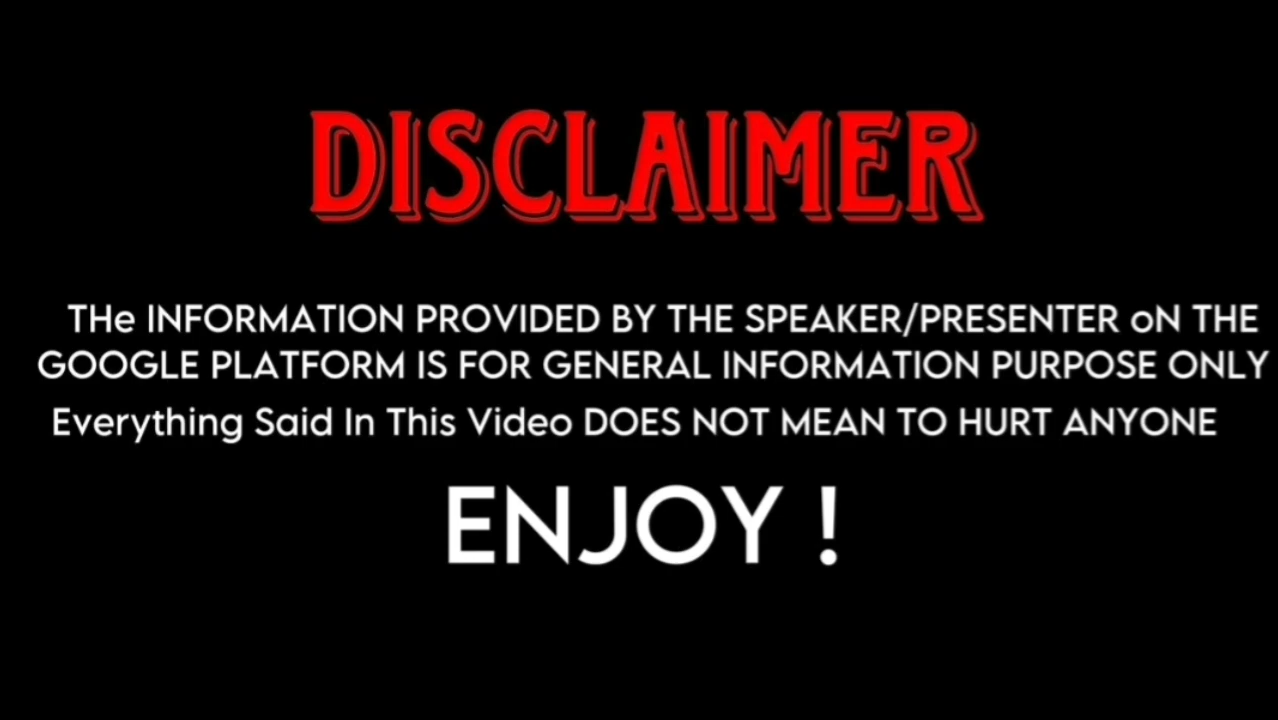 DISCLAIMER
THe INFORMATION PROVIDED BY THE SPEAKER/PRESENTER oN THE
GOOGLE PLATFORM IS FOR GENERAL INFORMATION PURPOSE ONLY
Everything Said In This Video DOES NOT MEAN TO HURT ANYONE
ENJOY !